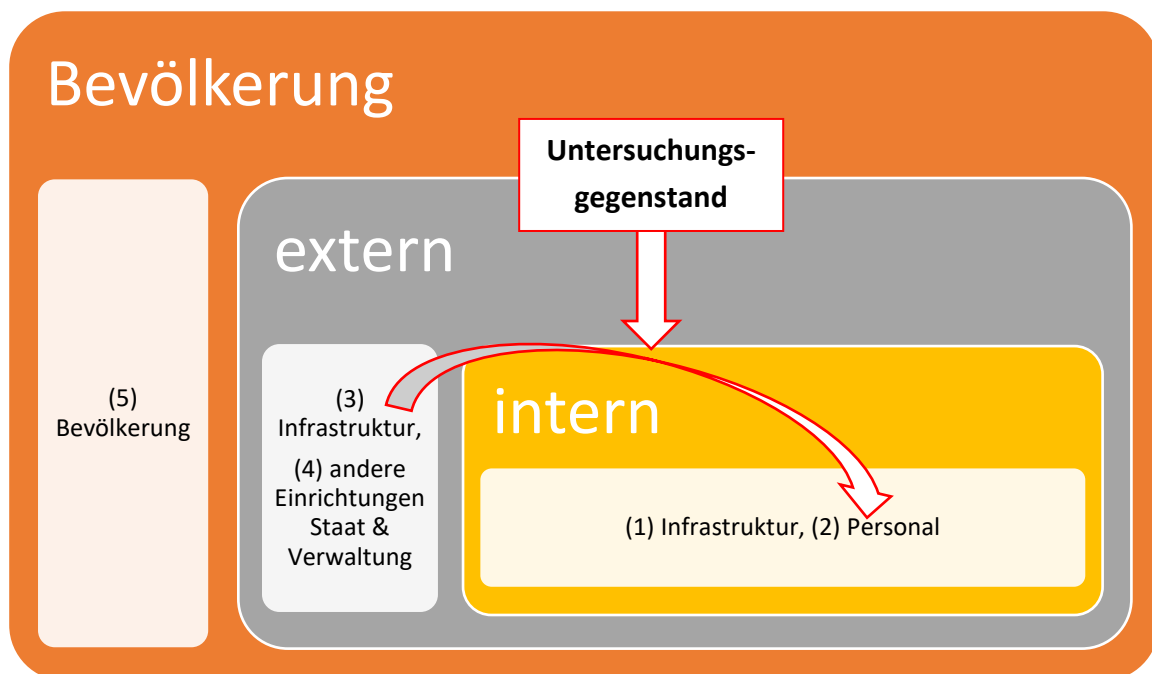 Bevölkerung
Untersuchungs-
gegenstand
extern
(5)
Bevölkerung
(3)
Infrastruktur,
(4) andere
Einrichtungen
Staat &
Verwaltung
intern
(1) Infrastruktur, (2) Personal